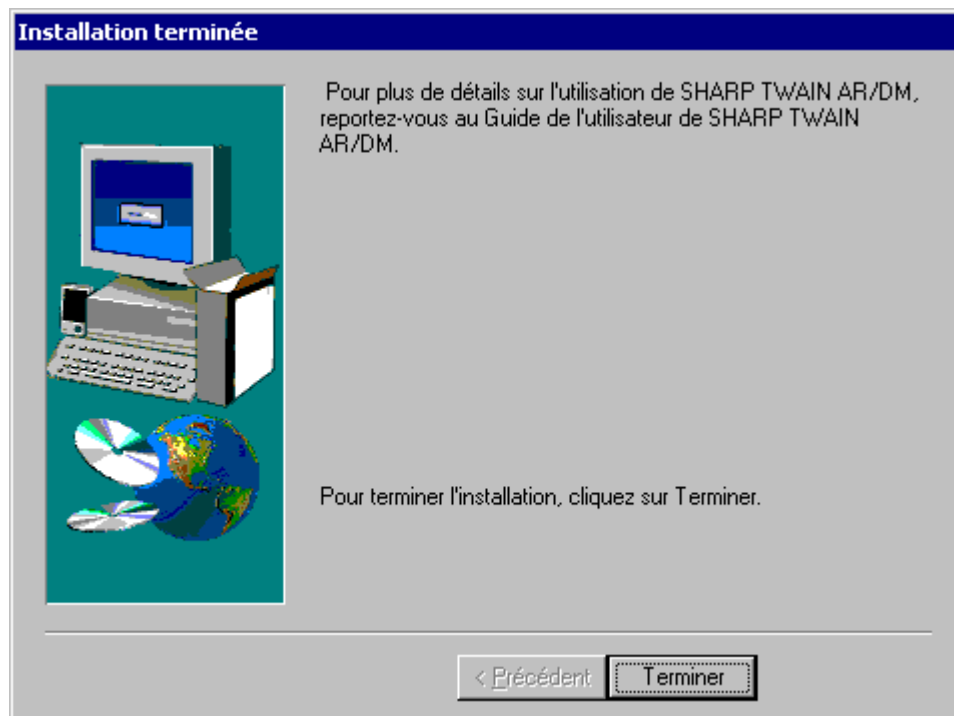 Installation terminée
Pour plus de détails sur l'utilisation de SHARP TWAIN AR/DM,
reportez-vous au Guide de l'utilisateur de SHARP TWAIN
AR/DM.
Pour terminer l'installation, cliquez sur Terminer.
< Précédent
Terminer